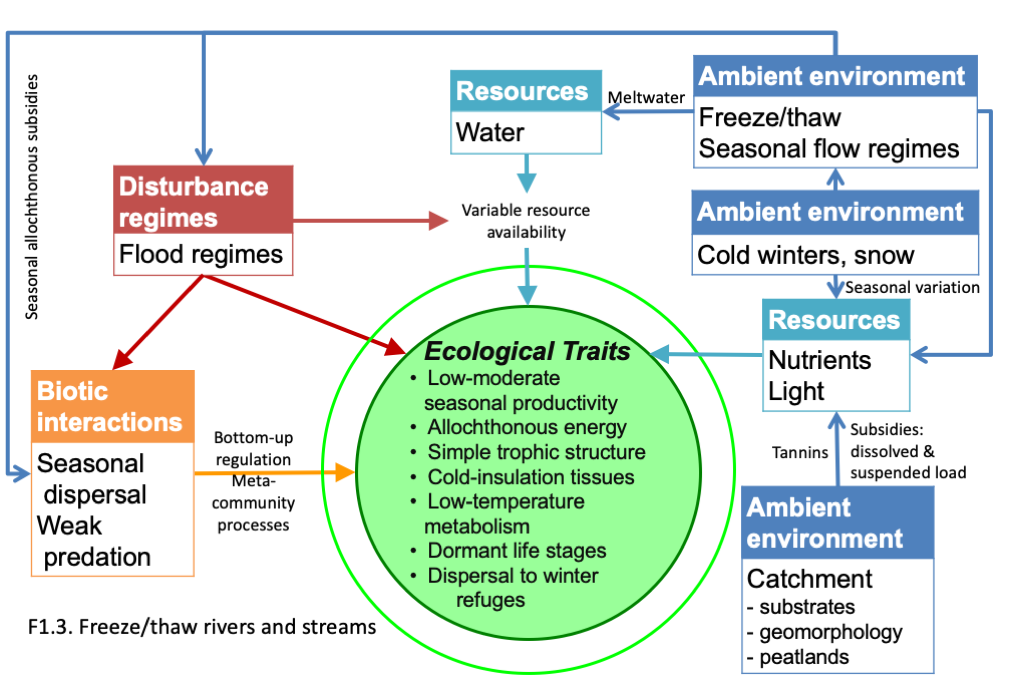 Seasonal allochthonous subsidies
Resources
Water
Meltwater
Ambient environment
Freeze/thaw
Seasonal flow regimes
Disturbance
regimes
Flood regimes
Variable resource
availability
Ambient environment
Cold winters, snow
Seasonal variation
Resources
Nutrients
Light
Biotic
interactions
Seasonal
dispersal
Weak
predation
Bottom-up
regulation
Meta-
community
processes
Ecological Traits
• Low-moderate
seasonal productivity
• Allochthonous energy
• Simple trophic structure
• Cold-insulation tissues
• Low-temperature
metabolism
• Dormant life stages
• Dispersal to winter
refuges
Tannins
Subsidies:
dissolved &
suspended load
Ambient
environment
Catchment
- substrates
- geomorphology
- peatlands
F1.3. Freeze/thaw rivers and streams